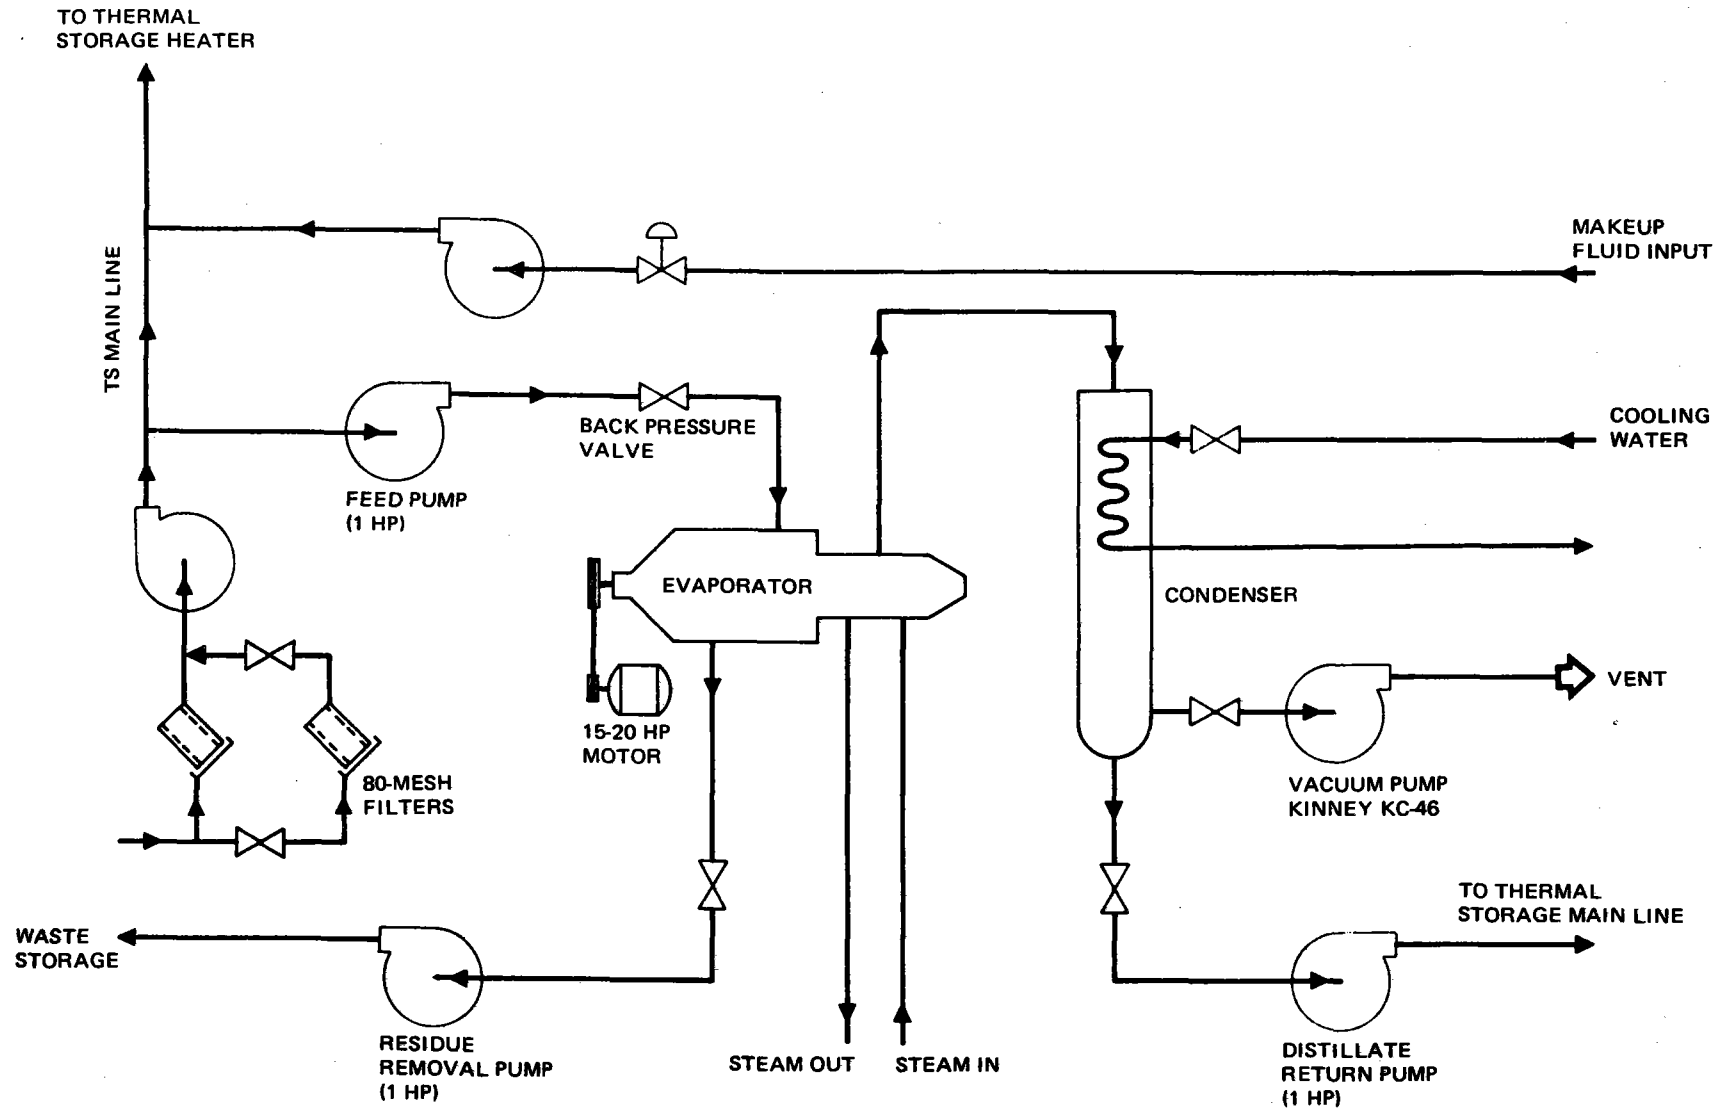 TO THERMAL
STORAGE HEATER
MAKEUP
FLUID INPUT
TS MAIN LINE
COOLING
WATER
BACK PRESSURE
VALVE
FEED PUMP
(1 HP)
EVAPORATOR
CONDENSER
VENT
15-20 HP
MOTOR
80-MESH
FILTERS
VACUUM PUMP
KINNEY KC-46
TO THERMAL
STORAGE MAIN LINE
WASTE
STORAGE
RESIDUE
REMOVAL PUMP
(1 HP)
STEAM OUT
STEAM IN
DISTILLATE
RETURN PUMP
(1 HP)